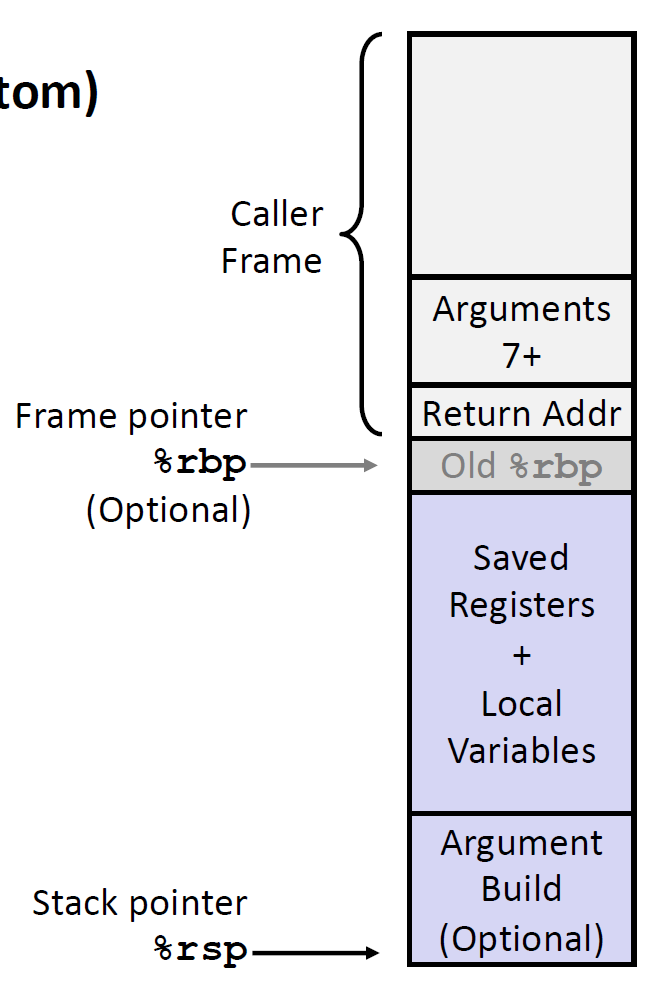 tom)
Caller
Frame
Arguments
7+
Return Addr
Frame pointer
%rbp
(Optional)
Old %rbp
Saved
Registers
+
Local
Variables
Argument
Build
(Optional)
Stack pointer
%rsp